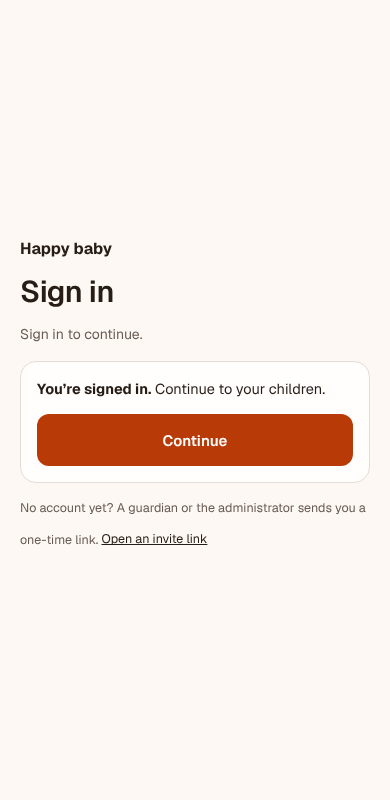 Happy baby
Sign in
Sign in to continue.
You’re signed in. Continue to your children.
Continue
No account yet? A guardian or the administrator sends you a
one-time link. Open an invite link